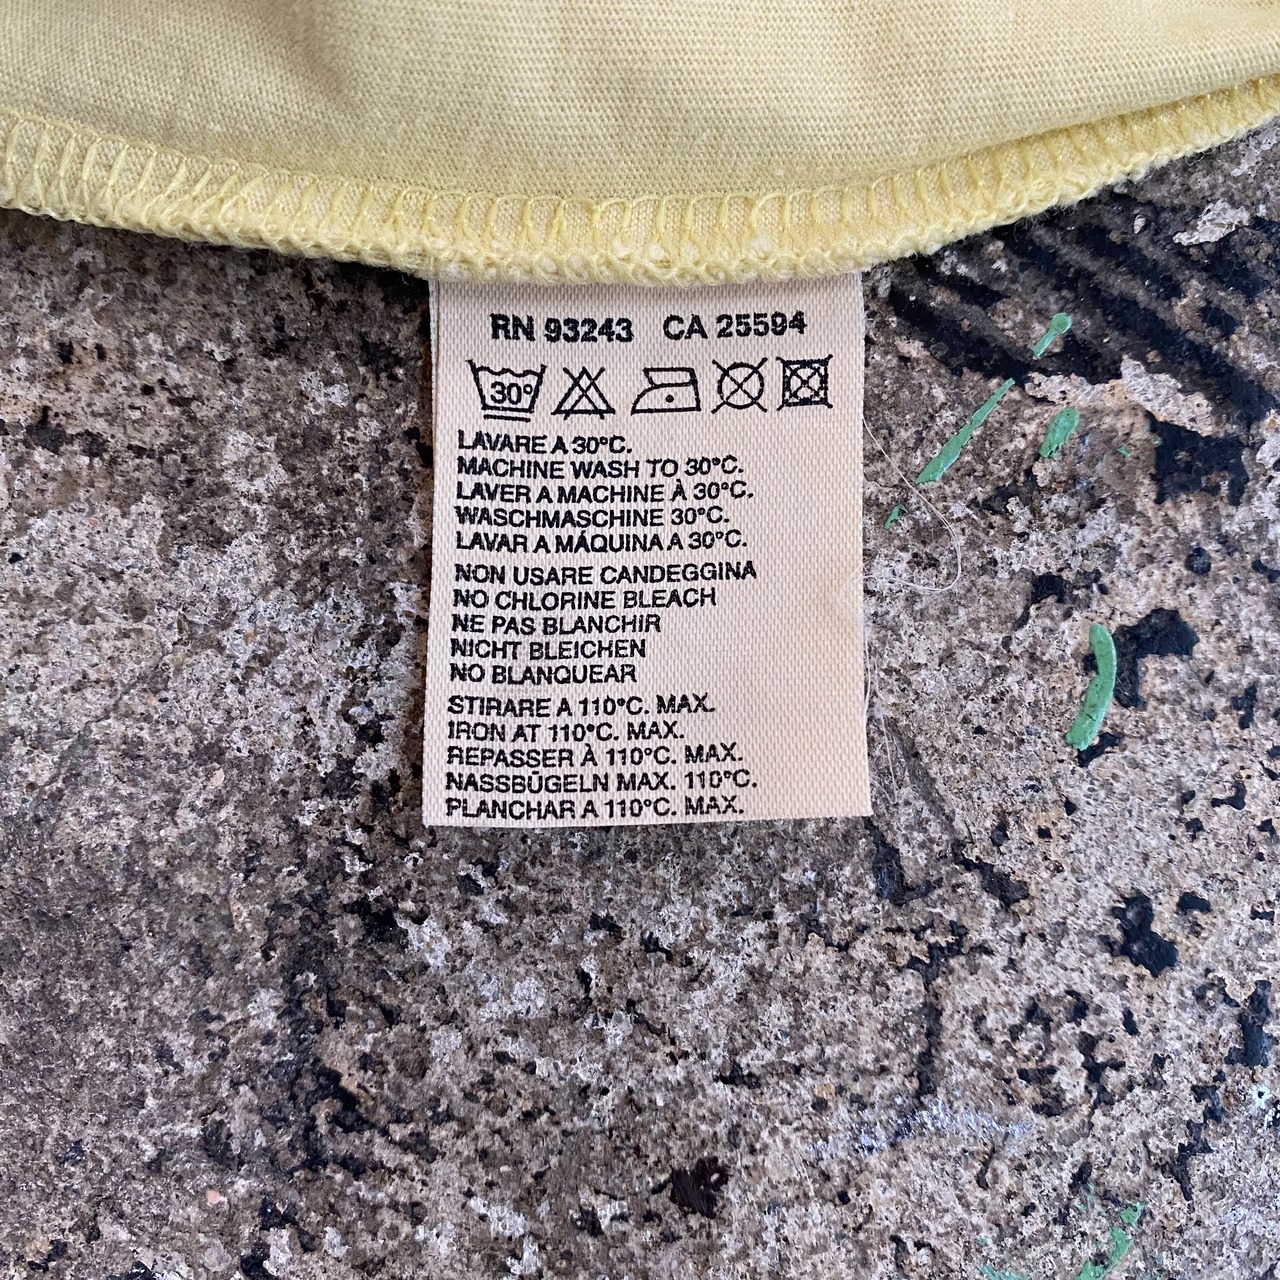 RN 93243 CA 25594
30°
LAVARE A 30°C.
MACHINE WASH TO 30°C.
LAVER A MACHINE À 30°C.
WASCHMASCHINE 30°C.
LAVAR A MÁQUINA A 30°C.
NON USARE CANDEGGINA
NO CHLORINE BLEACH
NE PAS BLANCHIR
NICHT BLEICHEN
NO BLANQUEAR
STIRARE A 110°C. MAX.
IRON AT 110°C. MAX.
REPASSER À 110°C. MAX.
NASSBÜGELN MAX. 110°C.
PLANCHAR A 110°C. MAX.